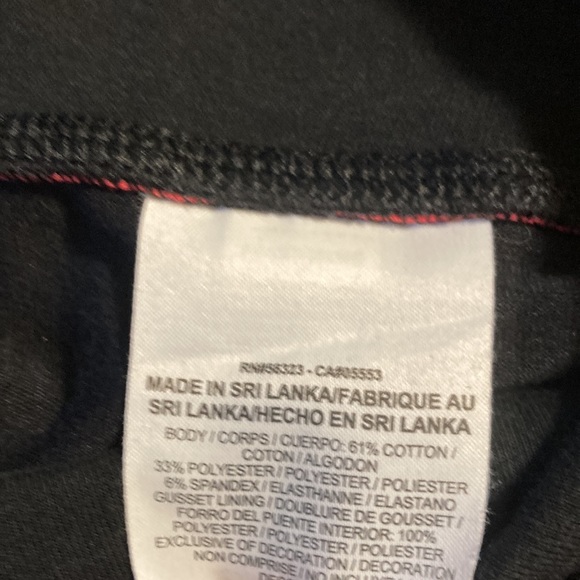 RN#56323 - CA#05553
MADE IN SRI LANKA/FABRIQUE AU
SRI LANKA/HECHO EN SRI LANKA
BODY / CORPS / CUERPO: 61% COTTON /
COTON / ALGODON
33% POLYESTER / POLYESTER / POLIESTER
6% SPANDEX / ELASTHANNE / ELASTANO
GUSSET LINING / DOUBLURE DE GOUSSET /
FORRO DEL PUENTE INTERIOR: 100%
POLYESTER / POLYESTER / POLIESTER
EXCLUSIVE OF DECORATION / DECORATION
NON COMPRISE / NO INCLUYE